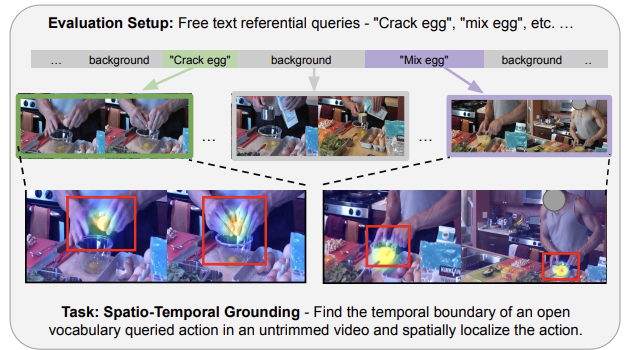 Evaluation Setup: Free text referential queries - "Crack egg", "mix egg", etc. …
… background "Crack egg" background "Mix egg" background ..
... ... 
KIRKLAND
Task: Spatio-Temporal Grounding - Find the temporal boundary of an open
vocabulary queried action in an untrimmed video and spatially localize the action.